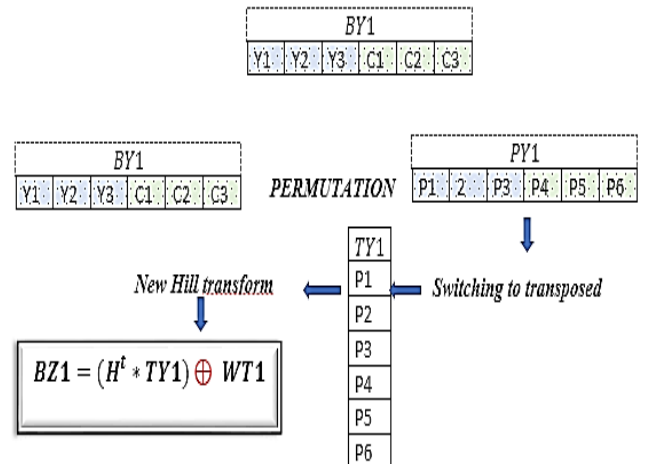 BY1
Y1 Y2 Y3 C1 C2 C3
BY1
Y1 Y2 Y3 C1 C2 C3
PERMUTATION
PY1
P1 2 P3 P4 P5 P6
TY1
P1
P2
P3
P4
P5
P6
Switching to transposed
New Hill transform
BZ1 = (Hᵗ * TY1) ⊕ WT1